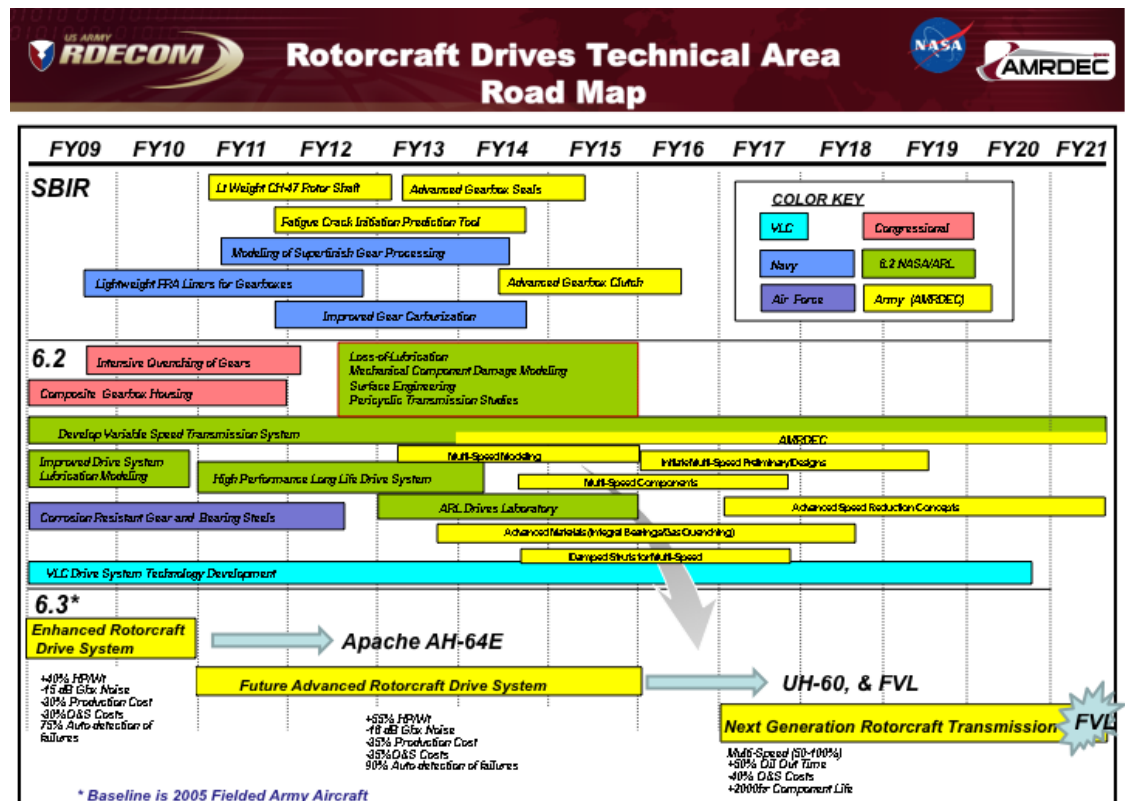 US ARMY
RDECOM
Rotorcraft Drives Technical Area
Road Map
NASA
AMRDEC
FY09 FY10 FY11 FY12 FY13 FY14 FY15 FY16 FY17 FY18 FY19 FY20 FY21
SBIR
Lt Weight CH-47 Rotor Shaft
Advanced Gearbox Seals
Fatigue Crack Initiation Prediction Tool
Modeling of Superfinish Gear Processing
Lightweight FRA Liners for Gearboxes
Advanced Gearbox Clutch
Improved Gear Carburization
COLOR KEY
VLC
Congressional
Navy
6.2 NASA/ARL
Air Force
Army (AMRDEC)
6.2
Intensive Quenching of Gears
Composite Gearbox Housing
Loss-of-Lubrication
Mechanical Component Damage Modeling
Surface Engineering
Pericyclic Transmission Studies
Develop Variable Speed Transmission System
AMRDEC
Improved Drive System
Lubrication Modeling
Multi-Speed Modeling
Initiate Multi-Speed Preliminary Designs
High Performance Long Life Drive System
Multi-Speed Components
Corrosion Resistant Gear and Bearing Steels
ARL Drives Laboratory
Advanced Speed Reduction Concepts
Advanced Materials (Integral Bearings/Gas Quenching)
Damped Struts for Multi-Speed
VLC Drive System Technology Development
6.3*
Enhanced Rotorcraft
Drive System
Apache AH-64E
+40% HP/Wt
-15 dB Gbx Noise
-30% Production Cost
-30% O&S Costs
75% Auto detection of
failures
Future Advanced Rotorcraft Drive System
UH-60, & FVL
+55% HP/Wt
-18 dB Gbx Noise
-35% Production Cost
-35% O&S Costs
90% Auto detection of failures
Next Generation Rotorcraft Transmission
FVL
Multi-Speed (50-100%)
+50% Oil Out Time
-40% O&S Costs
+2000hr Component Life
* Baseline is 2005 Fielded Army Aircraft